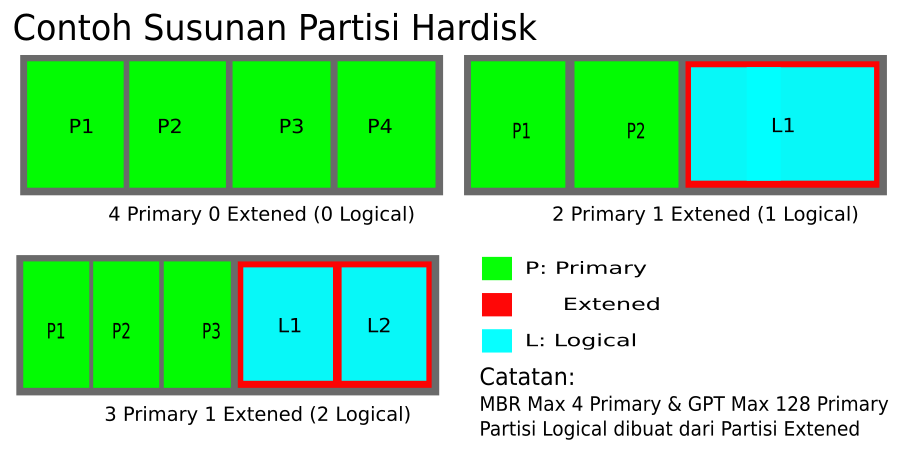 Contoh Susunan Partisi Hardisk
P1 P2 P3 P4
4 Primary 0 Extened (0 Logical)
P1 P2 L1
2 Primary 1 Extened (1 Logical)
P1 P2 P3 L1 L2
3 Primary 1 Extened (2 Logical)
P: Primary
Extened
L: Logical
Catatan:
MBR Max 4 Primary & GPT Max 128 Primary
Partisi Logical dibuat dari Partisi Extened